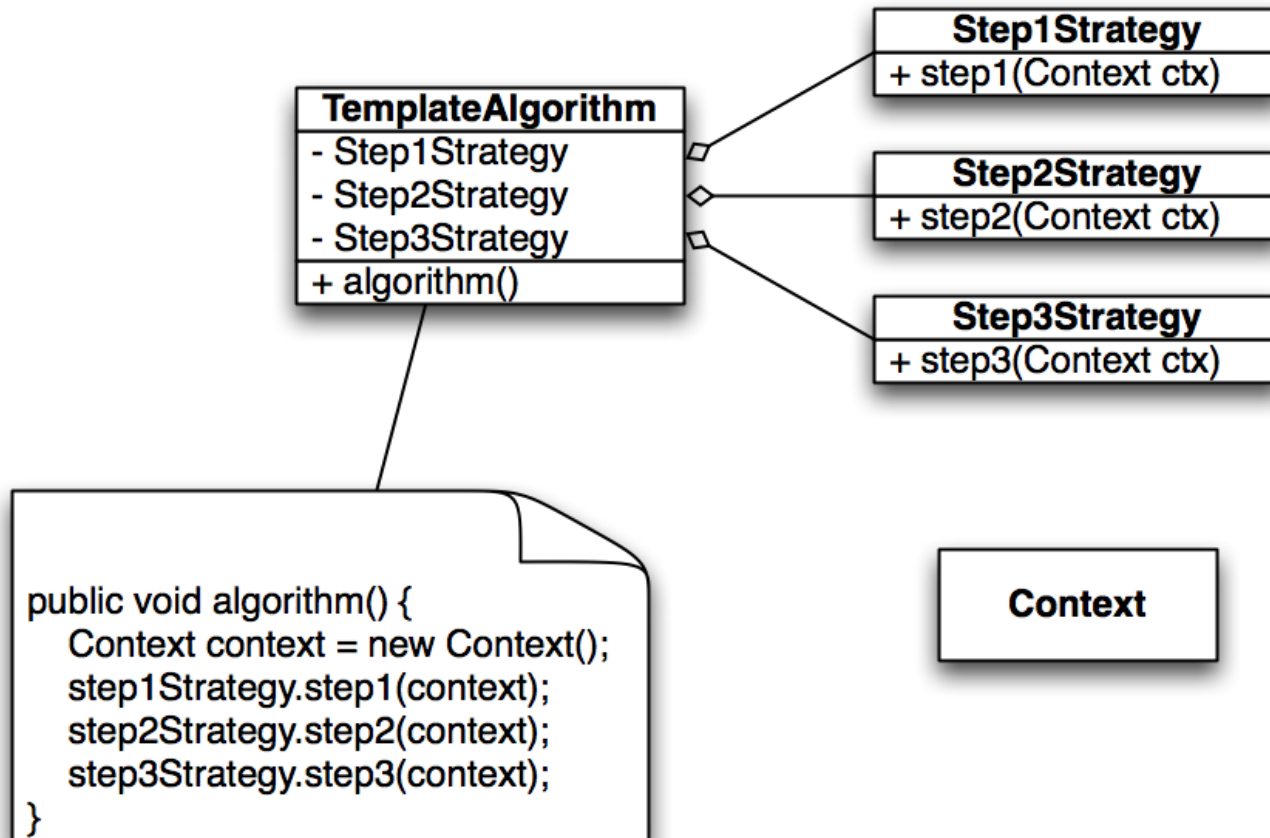 TemplateAlgorithm
- Step1Strategy
- Step2Strategy
- Step3Strategy
+ algorithm()
Step1Strategy
+ step1(Context ctx)
Step2Strategy
+ step2(Context ctx)
Step3Strategy
+ step3(Context ctx)
public void algorithm() {
Context context = new Context();
step1Strategy.step1(context);
step2Strategy.step2(context);
step3Strategy.step3(context);
}
Context